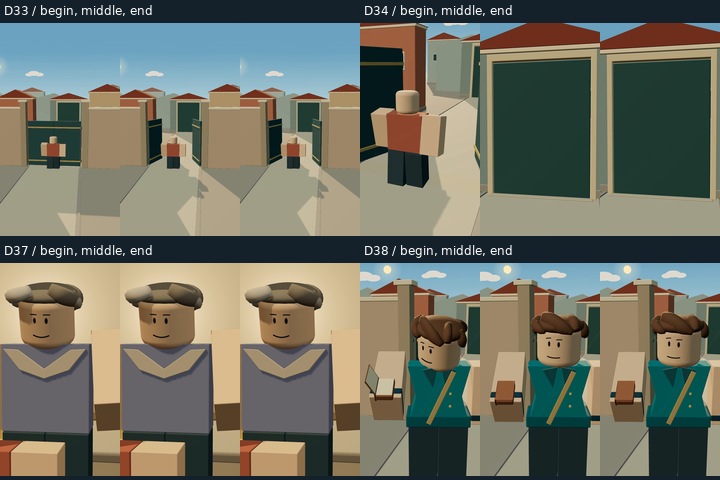 D33 / begin, middle, end
D34 / begin, middle, end
D37 / begin, middle, end
D38 / begin, middle, end